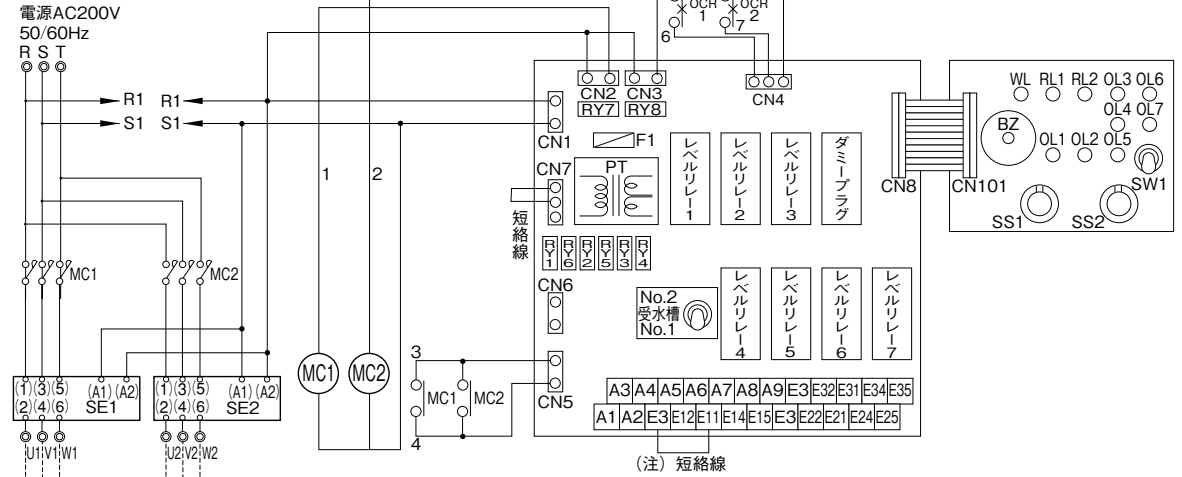 電源AC200V
50/60Hz
R S T
R1 R1
S1 S1
OCR
1
OCR
2
6
7
CN2
RY7
CN3
RY8
CN4
CN1
F1
CN7
PT
短絡線
レベルリレー1
レベルリレー2
レベルリレー3
ダミープラグ
CN8
CN101
WL RL1 RL2 OL3 OL6
OL4 OL7
BZ
OL1 OL2 OL5
SW1
SS1
SS2
1
2
RY1 RY6 RY2 RY5 RY3 RY4
CN6
No.2
受水槽
No.1
レベルリレー4
レベルリレー5
レベルリレー6
レベルリレー7
MC1
MC2
MC1
MC2
3
MC1
MC2
4
CN5
(1)(3)(5) (A1)(A2)
(2)(4)(6) SE1
(1)(3)(5) (A1)(A2)
(2)(4)(6) SE2
U1 V1 W1
U2 V2 W2
A3 A4 A5 A6 A7 A8 A9 E3 E32 E31 E34 E35
A1 A2 E3 E12 E11 E14 E15 E3 E22 E21 E24 E25
（注）短絡線